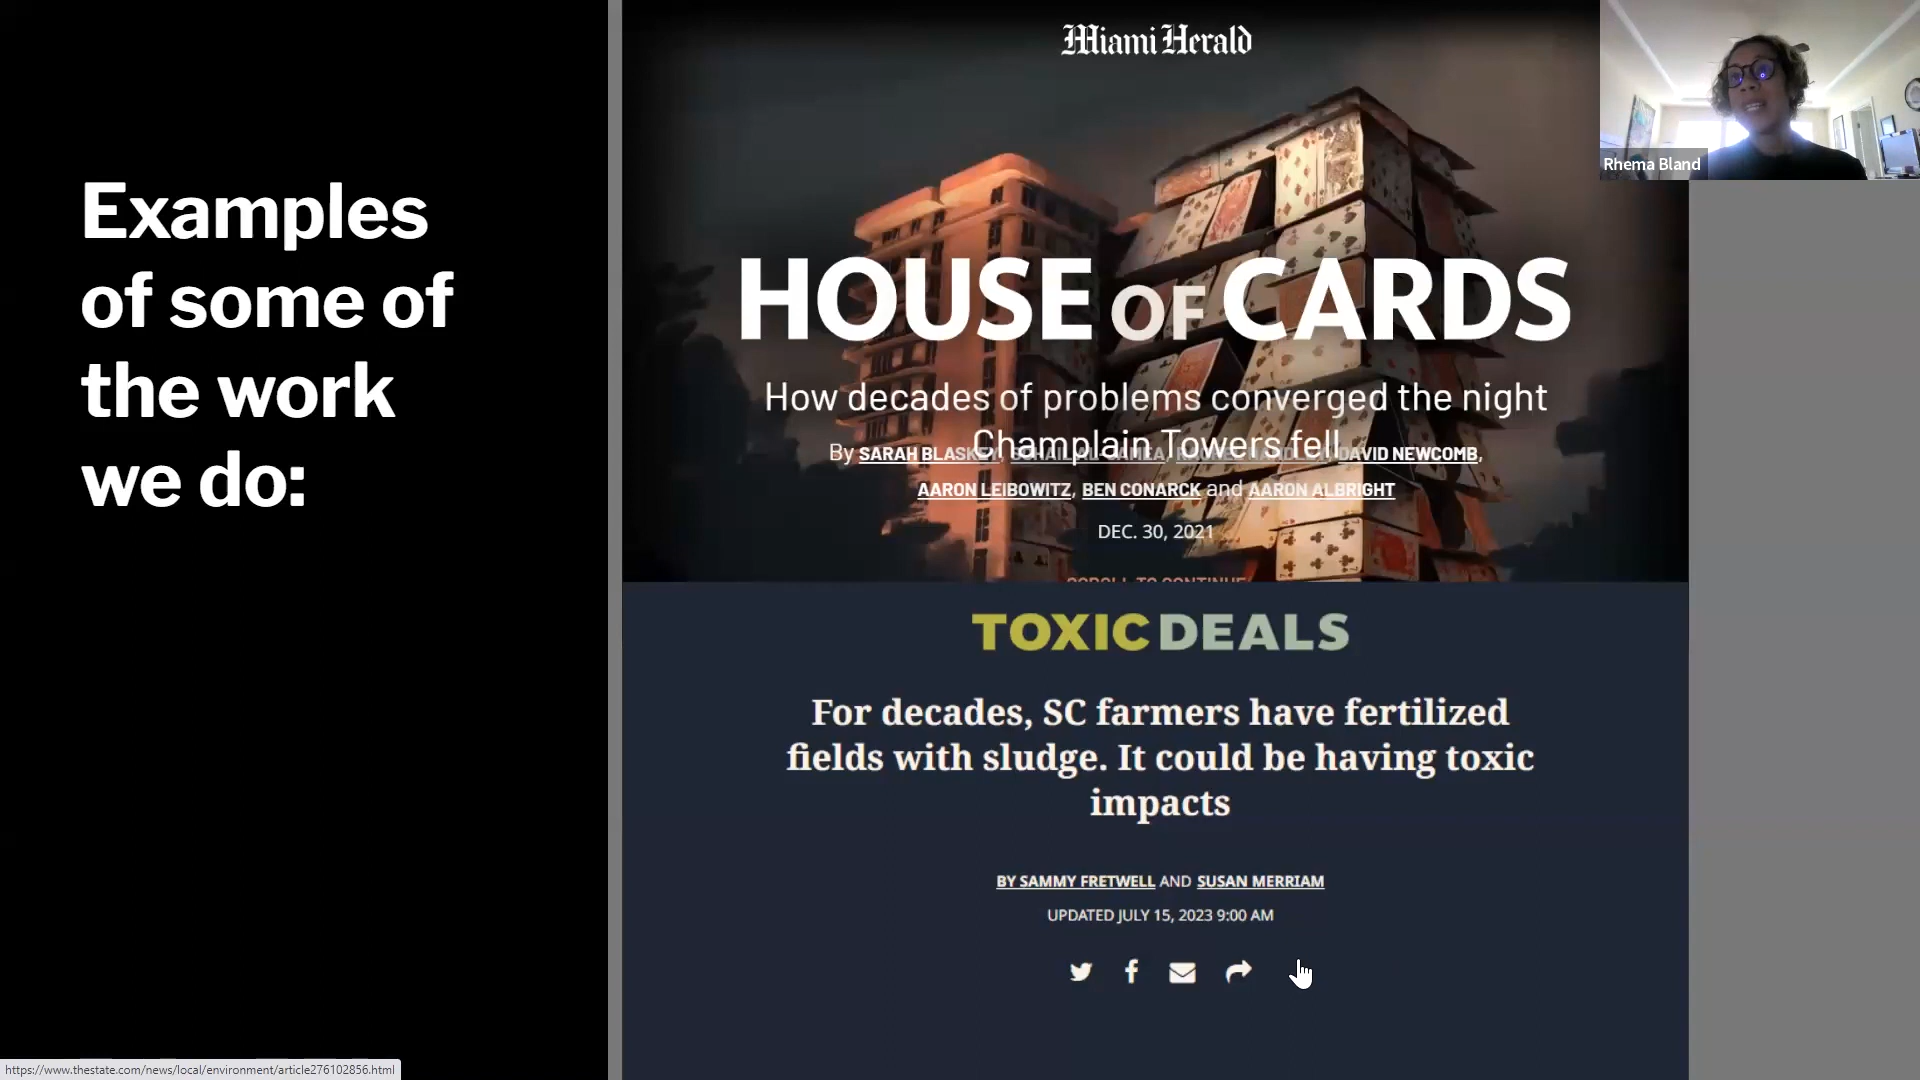 Examples
of some of
the work
we do:
Miami Herald
HOUSE OF CARDS
How decades of problems converged the night
Champlain Towers fell
By SARAH BLASKEY, DAVID NEWCOMB,
AARON LEIBOWITZ, BEN CONARCK and AARON ALBRIGHT
DEC. 30, 2021
SCROLL TO CONTINUE
TOXIC DEALS
For decades, SC farmers have fertilized
fields with sludge. It could be having toxic
impacts
BY SAMMY FRETWELL AND SUSAN MERRIAM
UPDATED JULY 15, 2023 9:00 AM
Rhema Bland
https://www.thestate.com/news/local/environment/article276102856.html